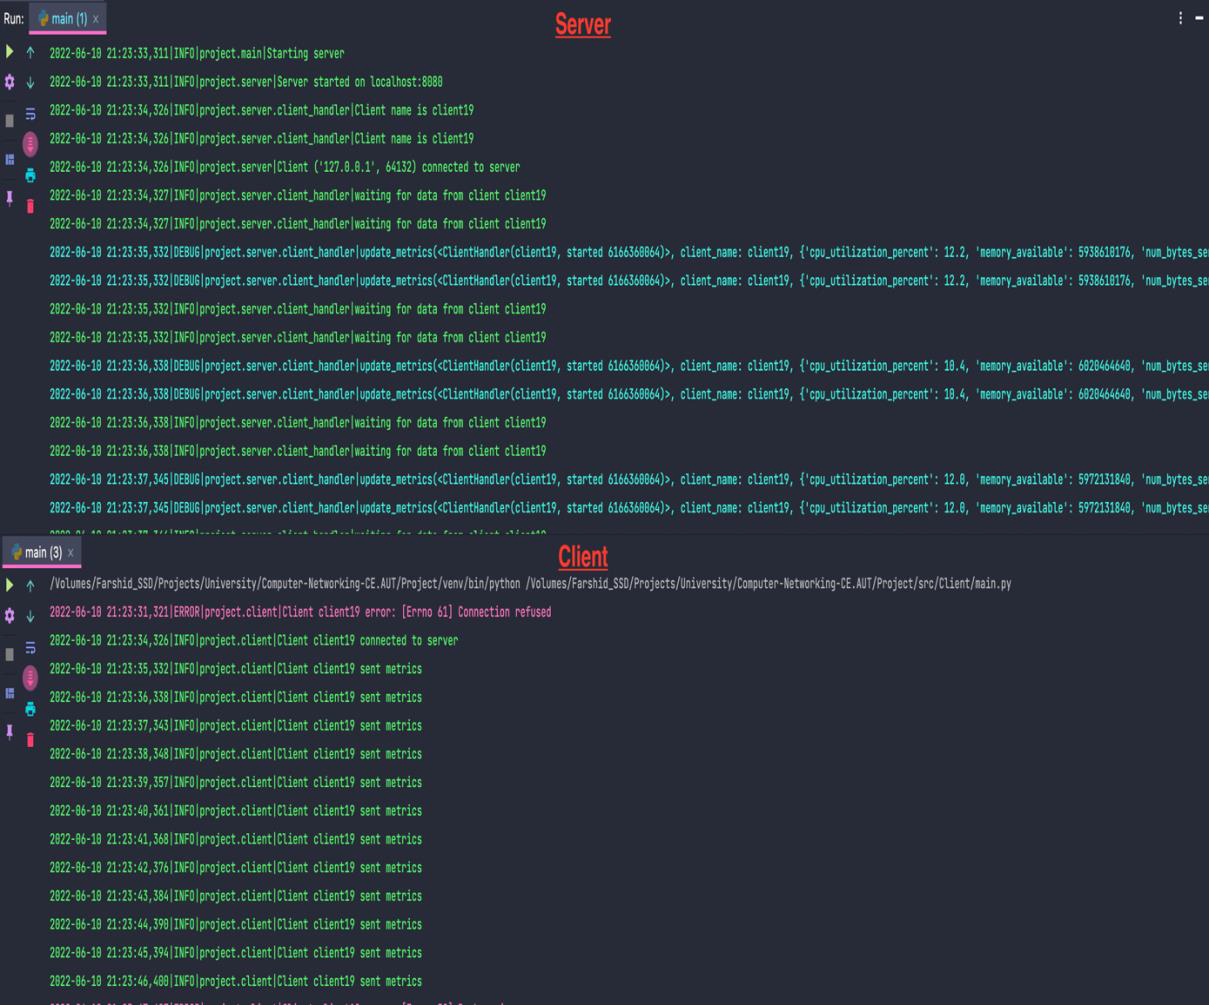 Run: main (1) ×
Server
2022-06-10 21:23:33,311|INFO|project.main|Starting server
2022-06-10 21:23:33,311|INFO|project.server|Server started on localhost:8080
2022-06-10 21:23:34,326|INFO|project.server.client_handler|Client name is client19
2022-06-10 21:23:34,326|INFO|project.server.client_handler|Client name is client19
2022-06-10 21:23:34,326|INFO|project.server|Client ('127.0.0.1', 64132) connected to server
2022-06-10 21:23:34,327|INFO|project.server.client_handler|waiting for data from client client19
2022-06-10 21:23:34,327|INFO|project.server.client_handler|waiting for data from client client19
2022-06-10 21:23:35,332|DEBUG|project.server.client_handler|update_metrics(<ClientHandler(client19, started 6166360064)>, client_name: client19, {'cpu_utilization_percent': 12.2, 'memory_available': 5938610176, 'num_bytes_se
2022-06-10 21:23:35,332|DEBUG|project.server.client_handler|update_metrics(<ClientHandler(client19, started 6166360064)>, client_name: client19, {'cpu_utilization_percent': 12.2, 'memory_available': 5938610176, 'num_bytes_se
2022-06-10 21:23:35,332|INFO|project.server.client_handler|waiting for data from client client19
2022-06-10 21:23:35,332|INFO|project.server.client_handler|waiting for data from client client19
2022-06-10 21:23:36,338|DEBUG|project.server.client_handler|update_metrics(<ClientHandler(client19, started 6166360064)>, client_name: client19, {'cpu_utilization_percent': 10.4, 'memory_available': 6020464640, 'num_bytes_se
2022-06-10 21:23:36,338|DEBUG|project.server.client_handler|update_metrics(<ClientHandler(client19, started 6166360064)>, client_name: client19, {'cpu_utilization_percent': 10.4, 'memory_available': 6020464640, 'num_bytes_se
2022-06-10 21:23:36,338|INFO|project.server.client_handler|waiting for data from client client19
2022-06-10 21:23:36,338|INFO|project.server.client_handler|waiting for data from client client19
2022-06-10 21:23:37,345|DEBUG|project.server.client_handler|update_metrics(<ClientHandler(client19, started 6166360064)>, client_name: client19, {'cpu_utilization_percent': 12.0, 'memory_available': 5972131840, 'num_bytes_se
2022-06-10 21:23:37,345|DEBUG|project.server.client_handler|update_metrics(<ClientHandler(client19, started 6166360064)>, client_name: client19, {'cpu_utilization_percent': 12.0, 'memory_available': 5972131840, 'num_bytes_se
main (3) ×
Client
/Volumes/Farshid_SSD/Projects/University/Computer-Networking-CE.AUT/Project/venv/bin/python /Volumes/Farshid_SSD/Projects/University/Computer-Networking-CE.AUT/Project/src/Client/main.py
2022-06-10 21:23:31,321|ERROR|project.client|Client client19 error: [Errno 61] Connection refused
2022-06-10 21:23:34,326|INFO|project.client|Client client19 connected to server
2022-06-10 21:23:35,332|INFO|project.client|Client client19 sent metrics
2022-06-10 21:23:36,338|INFO|project.client|Client client19 sent metrics
2022-06-10 21:23:37,343|INFO|project.client|Client client19 sent metrics
2022-06-10 21:23:38,348|INFO|project.client|Client client19 sent metrics
2022-06-10 21:23:39,357|INFO|project.client|Client client19 sent metrics
2022-06-10 21:23:40,361|INFO|project.client|Client client19 sent metrics
2022-06-10 21:23:41,368|INFO|project.client|Client client19 sent metrics
2022-06-10 21:23:42,376|INFO|project.client|Client client19 sent metrics
2022-06-10 21:23:43,384|INFO|project.client|Client client19 sent metrics
2022-06-10 21:23:44,390|INFO|project.client|Client client19 sent metrics
2022-06-10 21:23:45,394|INFO|project.client|Client client19 sent metrics
2022-06-10 21:23:46,400|INFO|project.client|Client client19 sent metrics